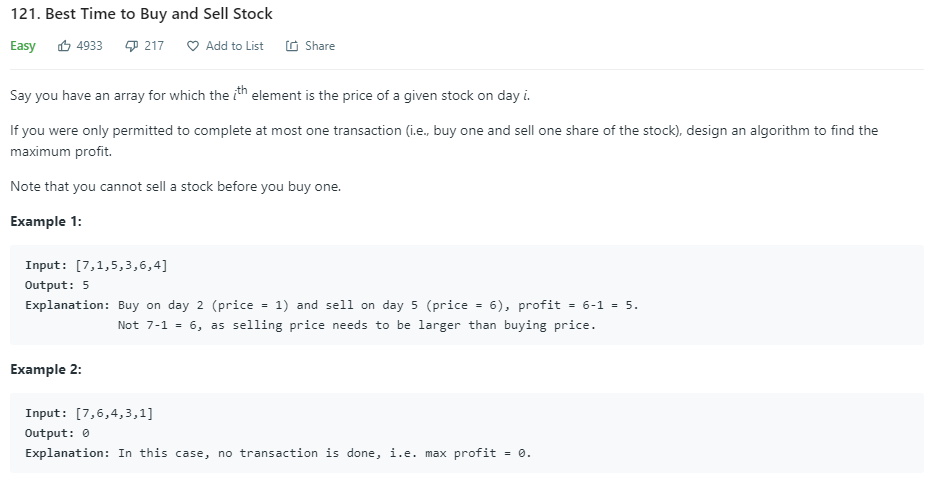 121. Best Time to Buy and Sell Stock
Easy 4933 217 Add to List Share
Say you have an array for which the ith element is the price of a given stock on day i.
If you were only permitted to complete at most one transaction (i.e., buy one and sell one share of the stock), design an algorithm to find the
maximum profit.
Note that you cannot sell a stock before you buy one.
Example 1:
Input: [7,1,5,3,6,4]
Output: 5
Explanation: Buy on day 2 (price = 1) and sell on day 5 (price = 6), profit = 6-1 = 5.
Not 7-1 = 6, as selling price needs to be larger than buying price.
Example 2:
Input: [7,6,4,3,1]
Output: 0
Explanation: In this case, no transaction is done, i.e. max profit = 0.